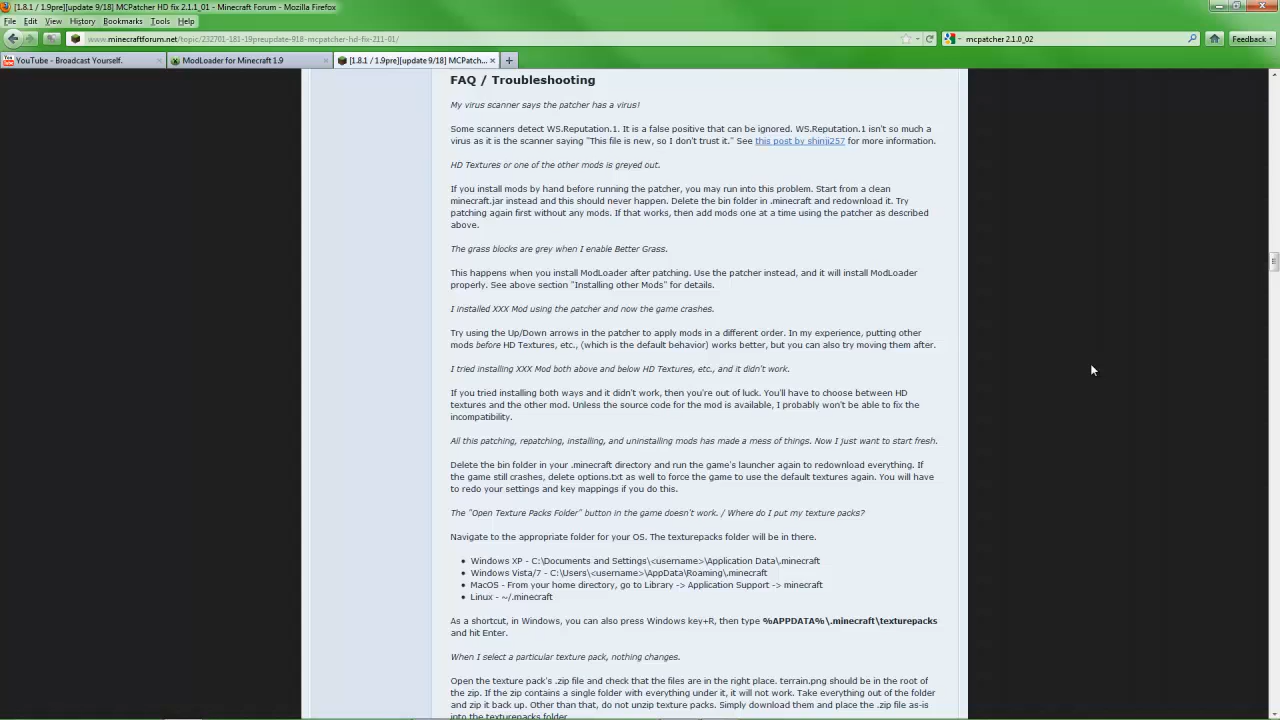 [1.8.1 / 1.9pre][update 9/18] MCPatcher HD fix 2.1.1_01 - Minecraft Forum - Mozilla Firefox
File Edit View History Bookmarks Tools Help
www.minecraftforum.net/topic/232701-181-19preupdate-918-mcpatcher-hd-fix-211-01/
mcpatcher 2.1.0_02
Feedback
YouTube - Broadcast Yourself.
ModLoader for Minecraft 1.9
[1.8.1 / 1.9pre][update 9/18] MCPatc...
FAQ / Troubleshooting
My virus scanner says the patcher has a virus!
Some scanners detect WS.Reputation.1. It is a false positive that can be ignored. WS.Reputation.1 isn't so much a
virus as it is the scanner saying "This file is new, so I don't trust it." See this post by shinji257 for more information.
HD Textures or one of the other mods is greyed out.
If you install mods by hand before running the patcher, you may run into this problem. Start from a clean
minecraft.jar instead and this should never happen. Delete the bin folder in .minecraft and redownload it. Try
patching again first without any mods. If that works, then add mods one at a time using the patcher as described
above.
The grass blocks are grey when I enable Better Grass.
This happens when you install ModLoader after patching. Use the patcher instead, and it will install ModLoader
properly. See above section "Installing other Mods" for details.
I installed XXX Mod using the patcher and now the game crashes.
Try using the Up/Down arrows in the patcher to apply mods in a different order. In my experience, putting other
mods before HD Textures, etc., (which is the default behavior) works better, but you can also try moving them after.
I tried installing XXX Mod both above and below HD Textures, etc., and it didn't work.
If you tried installing both ways and it didn't work, then you're out of luck. You'll have to choose between HD
textures and the other mod. Unless the source code for the mod is available, I probably won't be able to fix the
incompatibility.
All this patching, repatching, installing, and uninstalling mods has made a mess of things. Now I just want to start fresh.
Delete the bin folder in your .minecraft directory and run the game's launcher again to redownload everything. If
the game still crashes, delete options.txt as well to force the game to use the default textures again. You will have
to redo your settings and key mappings if you do this.
The "Open Texture Packs Folder" button in the game doesn't work. / Where do I put my texture packs?
Navigate to the appropriate folder for your OS. The texturepacks folder will be in there.
• Windows XP - C:\Documents and Settings\<username>\Application Data\.minecraft
• Windows Vista/7 - C:\Users\<username>\AppData\Roaming\.minecraft
• MacOS - From your home directory, go to Library -> Application Support -> minecraft
• Linux - ~/.minecraft
As a shortcut, in Windows, you can also press Windows key+R, then type %APPDATA%\.minecraft\texturepacks
and hit Enter.
When I select a particular texture pack, nothing changes.
Open the texture pack's .zip file and check that the files are in the right place. terrain.png should be in the root of
the zip. If the zip contains a single folder with everything under it, it will not work. Take everything out of the folder
and zip it back up. Other than that, do not unzip texture packs. Simply download them and place the .zip file as-is
into the texturepacks folder.